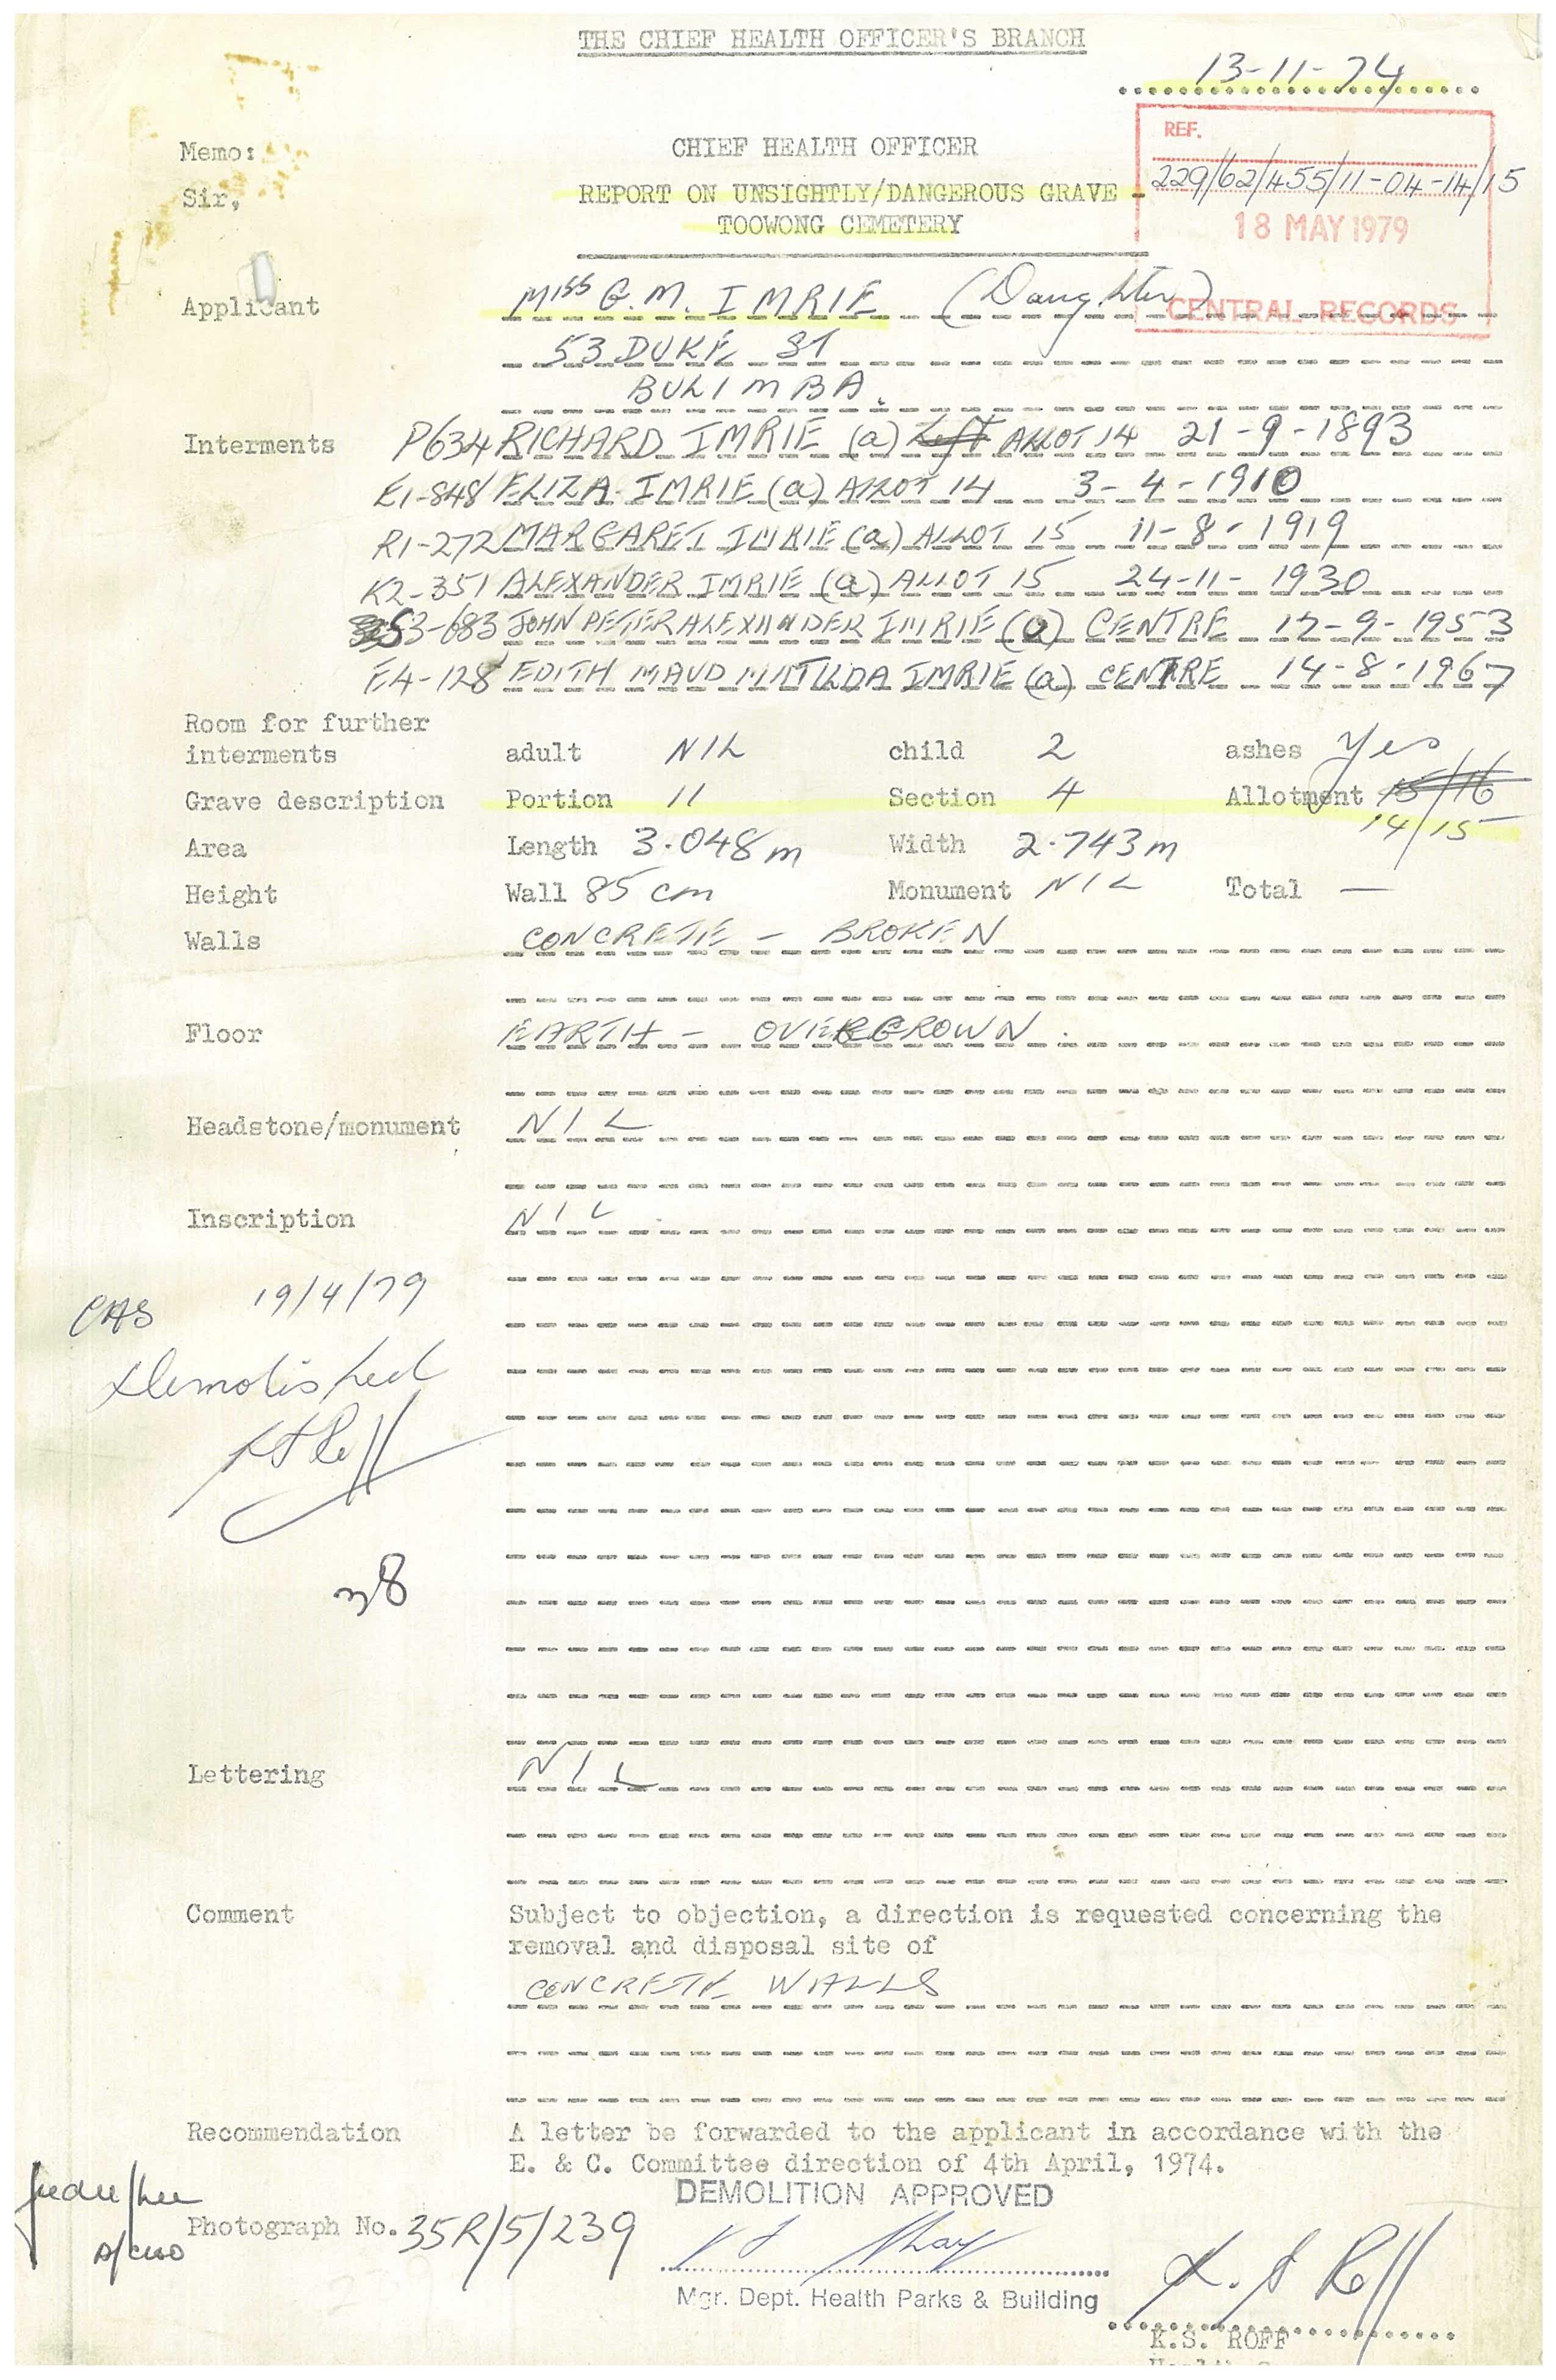 THE CHIEF HEALTH OFFICER'S BRANCH
13-11-74
REF.
229/62/455/11-04-14/15
18 MAY 1979
CENTRAL RECORDS
Memo: CHIEF HEALTH OFFICER
Sir, REPORT ON UNSIGHTLY/DANGEROUS GRAVE -
TOOWONG CEMETERY
Applicant Miss G.M. IMRIE (Daughter)
53 DUKE ST
BULIMBA.
Interments P634 RICHARD IMRIE (a) Left ALLOT 14 21-9-1893
E1-848 ELIZA IMRIE (a) ALLOT 14 3-4-1910
R1-272 MARGARET IMRIE (a) ALLOT 15 11-8-1919
K2-351 ALEXANDER IMRIE (a) ALLOT 15 24-11-1930
S3-683 JOHN PETER ALEXANDER IMRIE (a) CENTRE 17-9-1953
F4-128 EDITH MAUD MATILDA IMRIE (a) CENTRE 14-8-1967
Room for further
interments adult NIL child 2 ashes Yes
Grave description Portion 11 Section 4 Allotment 15/16
14/15
Area Length 3.048m Width 2.743m
Height Wall 85 cm Monument NIL Total —
Walls CONCRETE - BROKEN
Floor EARTH - OVERGROWN.
Headstone/monument NIL
Inscription NIL.
19/4/79
Demolished
38
Lettering NIL
Comment Subject to objection, a direction is requested concerning the
removal and disposal site of
CONCRETE WALLS
Recommendation A letter be forwarded to the applicant in accordance with the
E. & C. Committee direction of 4th April, 1974.
DEMOLITION APPROVED
Photograph No. 35R/5/239
Mgr. Dept. Health Parks & Building
K. S. Roff
K.S. ROFF